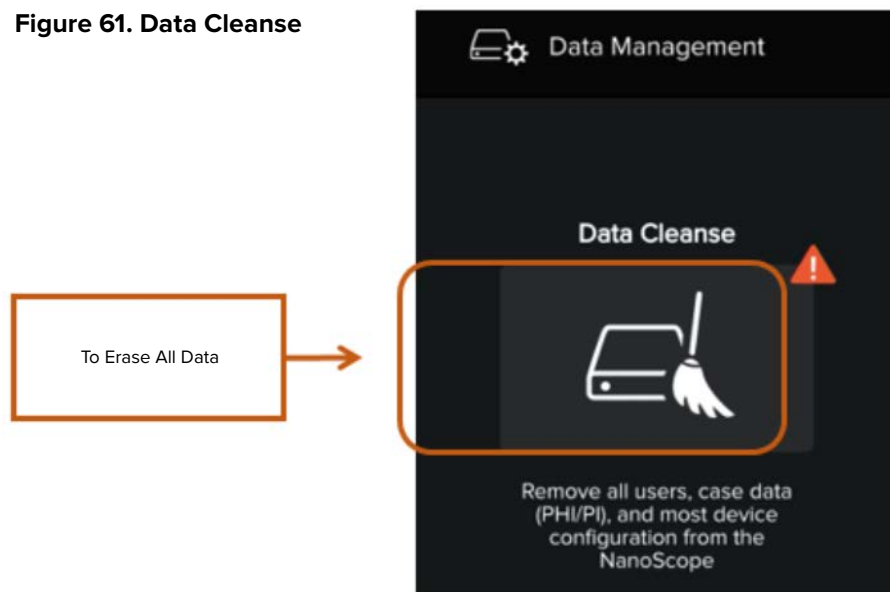 Figure 61. Data Cleanse
Data Management
Data Cleanse
To Erase All Data
Remove all users, case data
(PHI/PI), and most device
configuration from the
NanoScope